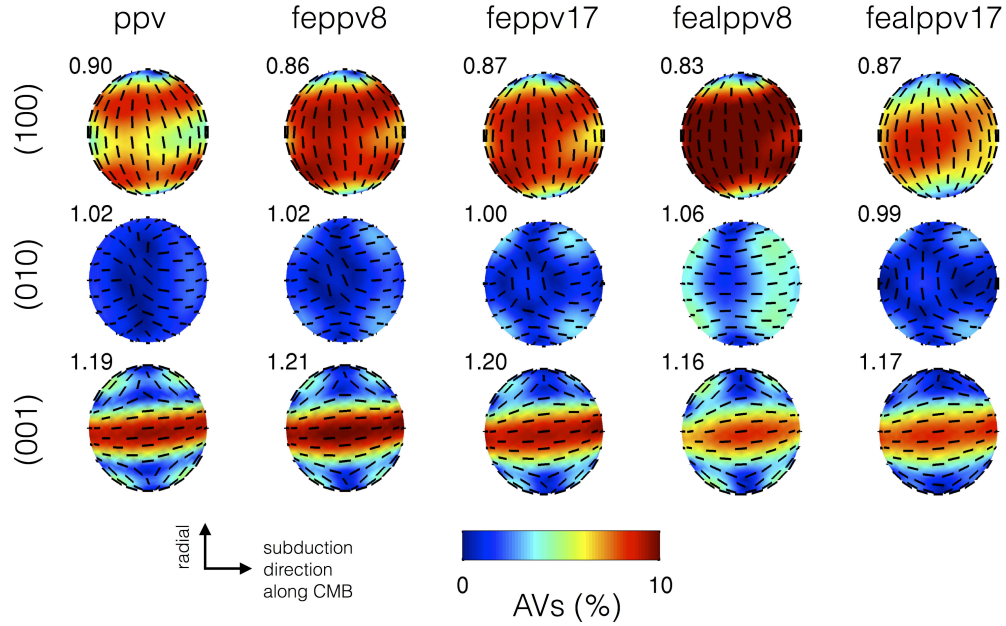 ppv feppv8 feppv17 fealppv8 fealppv17
(100) 0.90 0.86 0.87 0.83 0.87
(010) 1.02 1.02 1.00 1.06 0.99
(001) 1.19 1.21 1.20 1.16 1.17
radial
subduction
direction
along CMB
0 10
AVs (%)